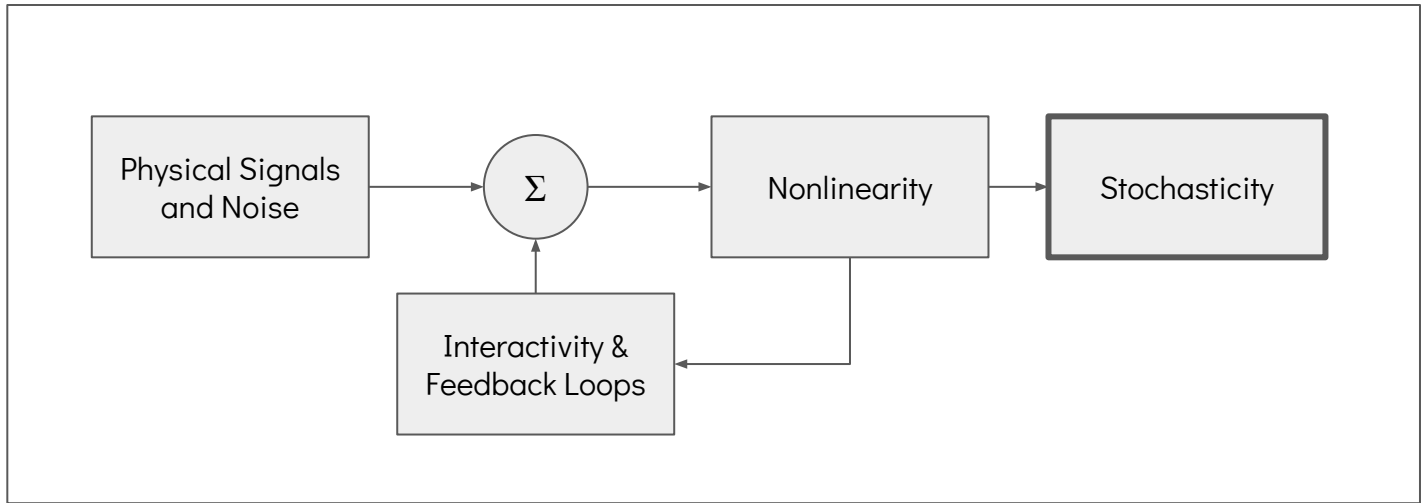 Physical Signals
and Noise
Σ
Nonlinearity
Stochasticity
Interactivity &
Feedback Loops